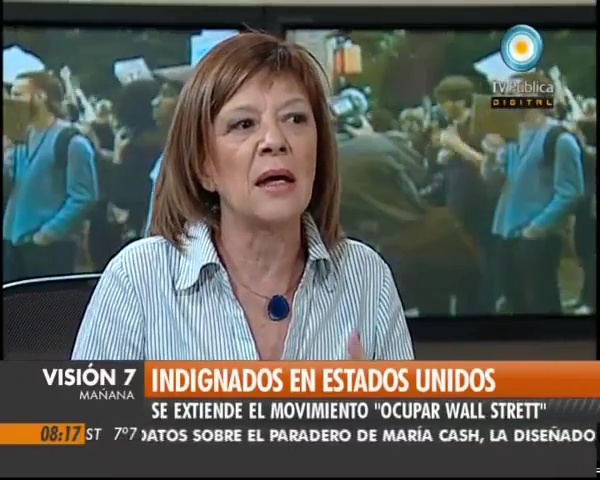 TV Pública
DIGITAL
VISIÓN 7
MAÑANA
INDIGNADOS EN ESTADOS UNIDOS
SE EXTIENDE EL MOVIMIENTO "OCUPAR WALL STRETT"
08:17 ST 7°7 DATOS SOBRE EL PARADERO DE MARÍA CASH, LA DISEÑADO